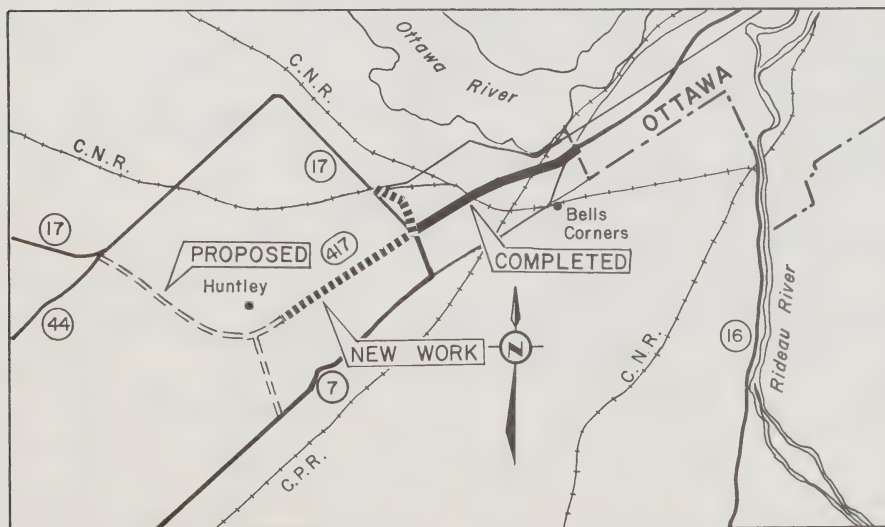 Ottawa
River
C.N.R.
OTTAWA
C.N.R.
17
17
417
PROPOSED
COMPLETED
Bells
Corners
Huntley
44
NEW WORK
N
7
C.N.R.
16
Rideau River
C.P.R.